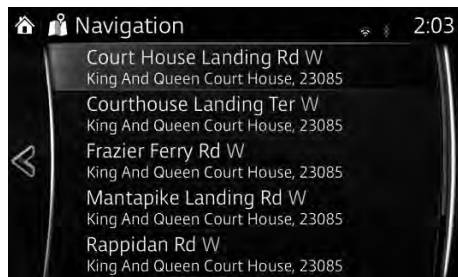 Navigation 2:03
Court House Landing Rd W
King And Queen Court House, 23085
Courthouse Landing Ter W
King And Queen Court House, 23085
Frazier Ferry Rd W
King And Queen Court House, 23085
Mantapike Landing Rd W
King And Queen Court House, 23085
Rappidan Rd W
King And Queen Court House, 23085